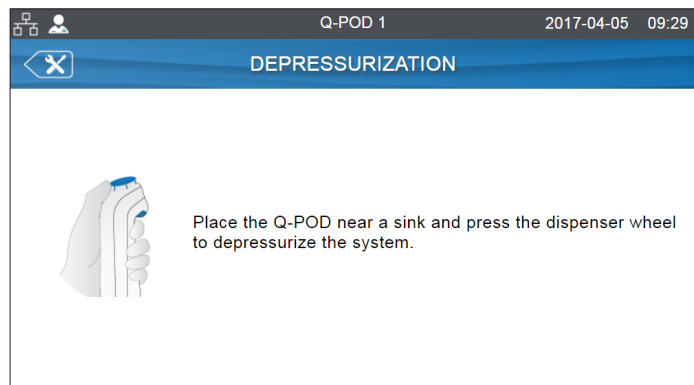 Q-POD 1 2017-04-05 09:29
DEPRESSURIZATION
Place the Q-POD near a sink and press the dispenser wheel
to depressurize the system.